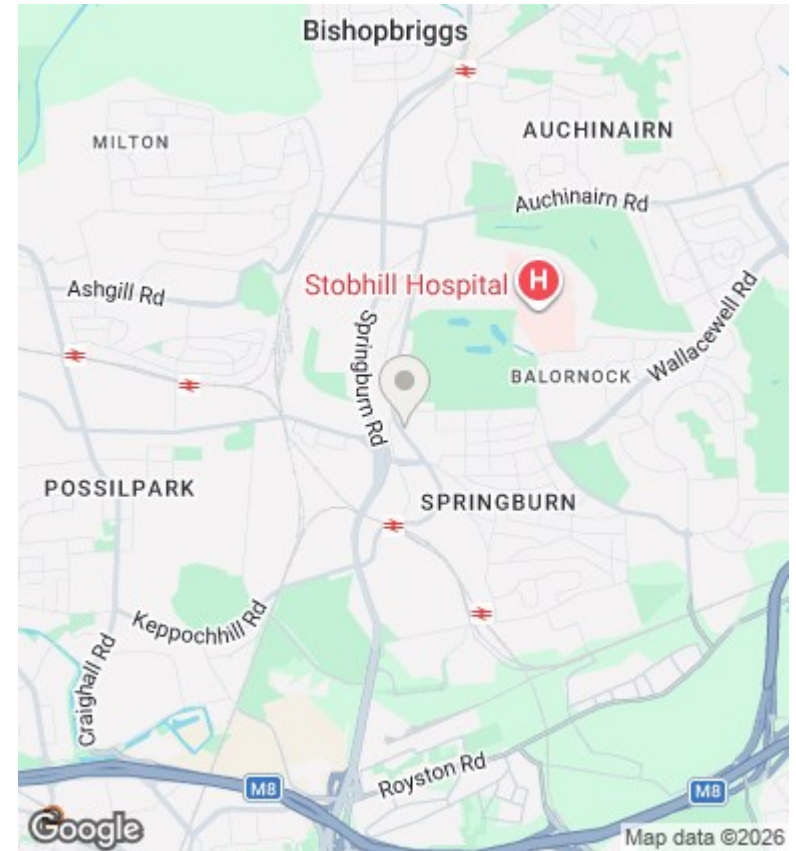 Bishopbriggs
MILTON
AUCHINAIRN
Auchinairn Rd
Ashgill Rd
Stobhill Hospital
H
Springburn Rd
Wallacewell Rd
BALORNOCK
POSSILPARK
SPRINGBURN
Keppochhill Rd
Craighall Rd
Royston Rd
M8
M8
Google
Map data ©2026